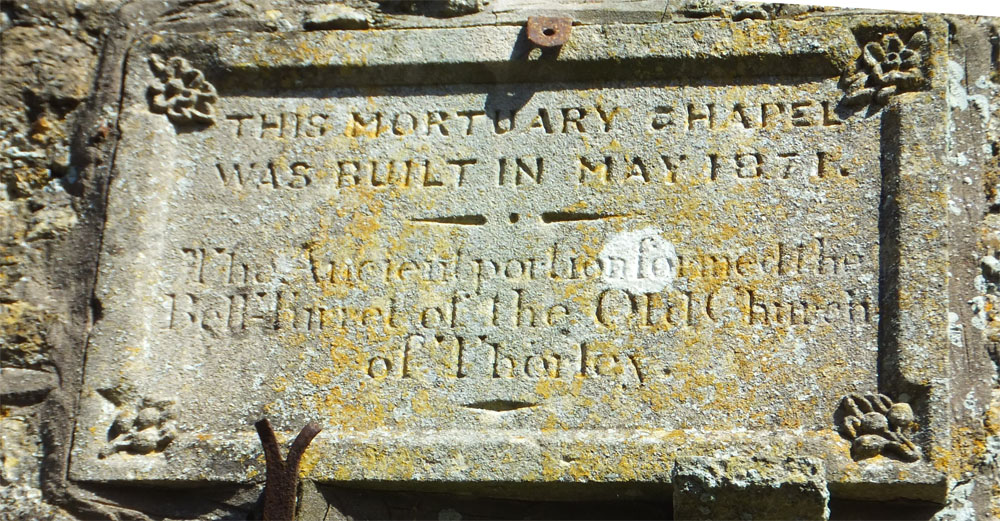 THIS MORTUARY CHAPEL
WAS BUILT IN MAY 1871.
The Ancient portion formed the
Bell-Turret of the Old Church
of Thorley.